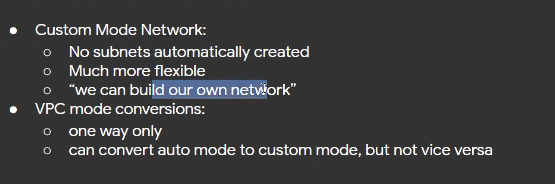 ● Custom Mode Network:
○ No subnets automatically created
○ Much more flexible
○ “we can build our own network”
● VPC mode conversions:
○ one way only
○ can convert auto mode to custom mode, but not vice versa